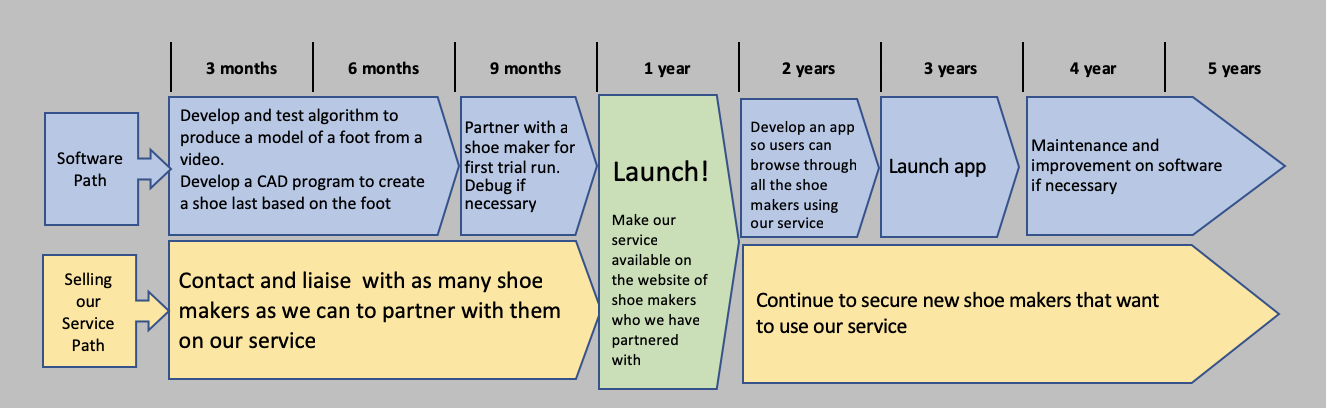 3 months
6 months
9 months
1 year
2 years
3 years
4 year
5 years
Software
Path
Develop and test algorithm to
produce a model of a foot from a
video.
Develop a CAD program to create
a shoe last based on the foot
Partner with a
shoe maker for
first trial run.
Debug if
necessary
Launch!
Make our
service
available on
the website of
shoe makers
who we have
partnered
with
Develop an app
so users can
browse through
all the shoe
makers using
our service
Launch app
Maintenance and
improvement on software
if necessary
Selling
our
Service
Path
Contact and liaise  with as many shoe
makers as we can to partner with them
on our service
Continue to secure new shoe makers that want
to use our service